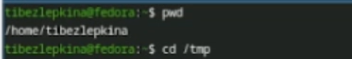 tibezlepkina@fedora:~$ pwd
/home/tibezlepkina
tibezlepkina@fedora:~$ cd /tmp